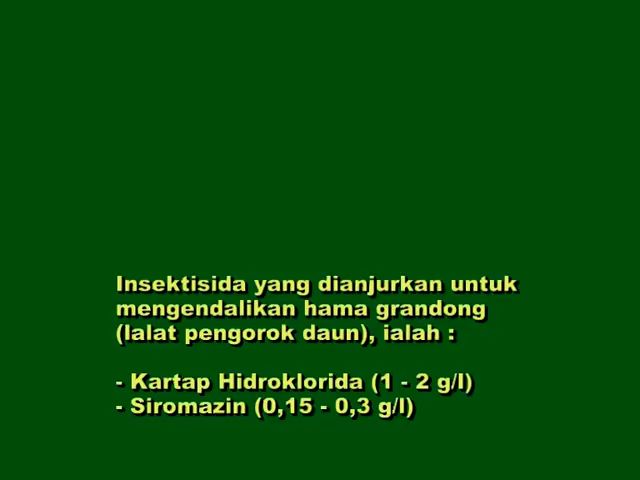 Insektisida yang dianjurkan untuk
mengendalikan hama grandong
(lalat pengorok daun), ialah :
- Kartap Hidroklorida (1 - 2 g/l)
- Siromazin (0,15 - 0,3 g/l)